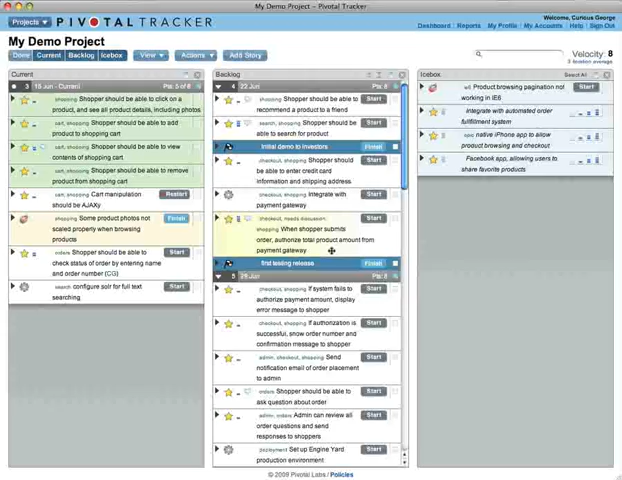 My Demo Project – Pivotal Tracker
Projects
PIVOTAL TRACKER
Welcome, Curious George
Dashboard | Reports | My Profile | My Accounts | Help | Sign Out
My Demo Project
Done Current Backlog Icebox View Actions Add Story
Velocity: 8
3 iteration average
Current
3 15 Jun - Current Pts: 5 of 8
shopping Shopper should be able to click on a
product, and see all product details, including photos
cart, shopping Shopper should be able to add
product to shopping cart
cart, shopping Shopper should be able to view
contents of shopping cart
cart, shopping Shopper should be able to remove
product from shopping cart
cart, shopping Cart manipulation
should be AJAXy
Restart
shopping Some product photos not
scaled properly when browsing
products
Finish
orders Shopper should be able to
check status of order by entering name
and order number (CG)
search configure solr for full text
searching
Backlog
4 22 Jun Pts: 8
shopping Shopper should be able to
recommend a product to a friend
Start
search, shopping Shopper should be
able to search for product
Start
Initial demo to investors Finish
checkout, shopping Shopper should
be able to enter credit card
information and shipping address
Start
shopping Integrate with
payment gateway
Start
checkout, needs discussion,
shopping When shopper submits
order, authorize total product amount from
payment gateway
Start
first testing release Finish
5 29 Jun Pts: 8
checkout, shopping If system fails to
authorize payment amount, display
error message to shopper
Start
checkout, shopping If authorization is
successful, show order number and
confirmation message to shopper
Start
admin, checkout, shopping Send
notification email of order placement
to admin
Start
orders Shopper should be able to
ask question about order
Start
admin, orders Admin can review all
order questions and send
responses to shoppers
Start
deployment Set up Engine Yard
production environment
Start
Icebox
Select All
ie6 Product browsing pagination not
working in IE6
Start
integrate with automated order
fullfillment system
native iPhone app to allow
product browsing and checkout
Facebook app, allowing users to
share favorite products
© 2009 Pivotal Labs / Policies